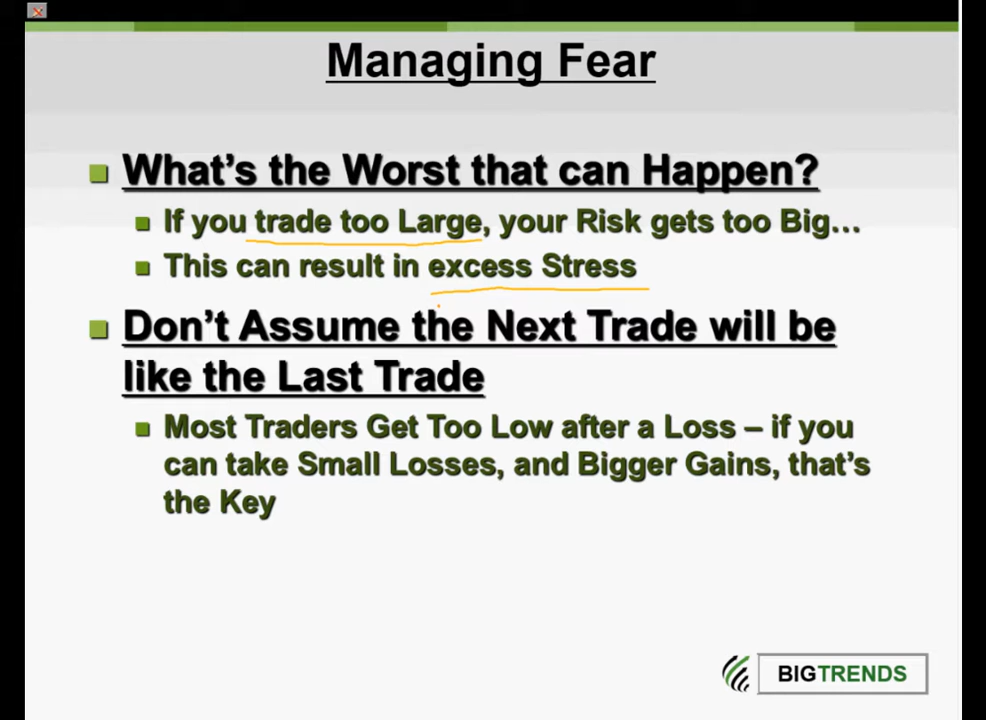 Managing Fear
What's the Worst that can Happen?
If you trade too Large, your Risk gets too Big...
This can result in excess Stress
Don't Assume the Next Trade will be
like the Last Trade
Most Traders Get Too Low after a Loss – if you
can take Small Losses, and Bigger Gains, that's
the Key
BIGTRENDS